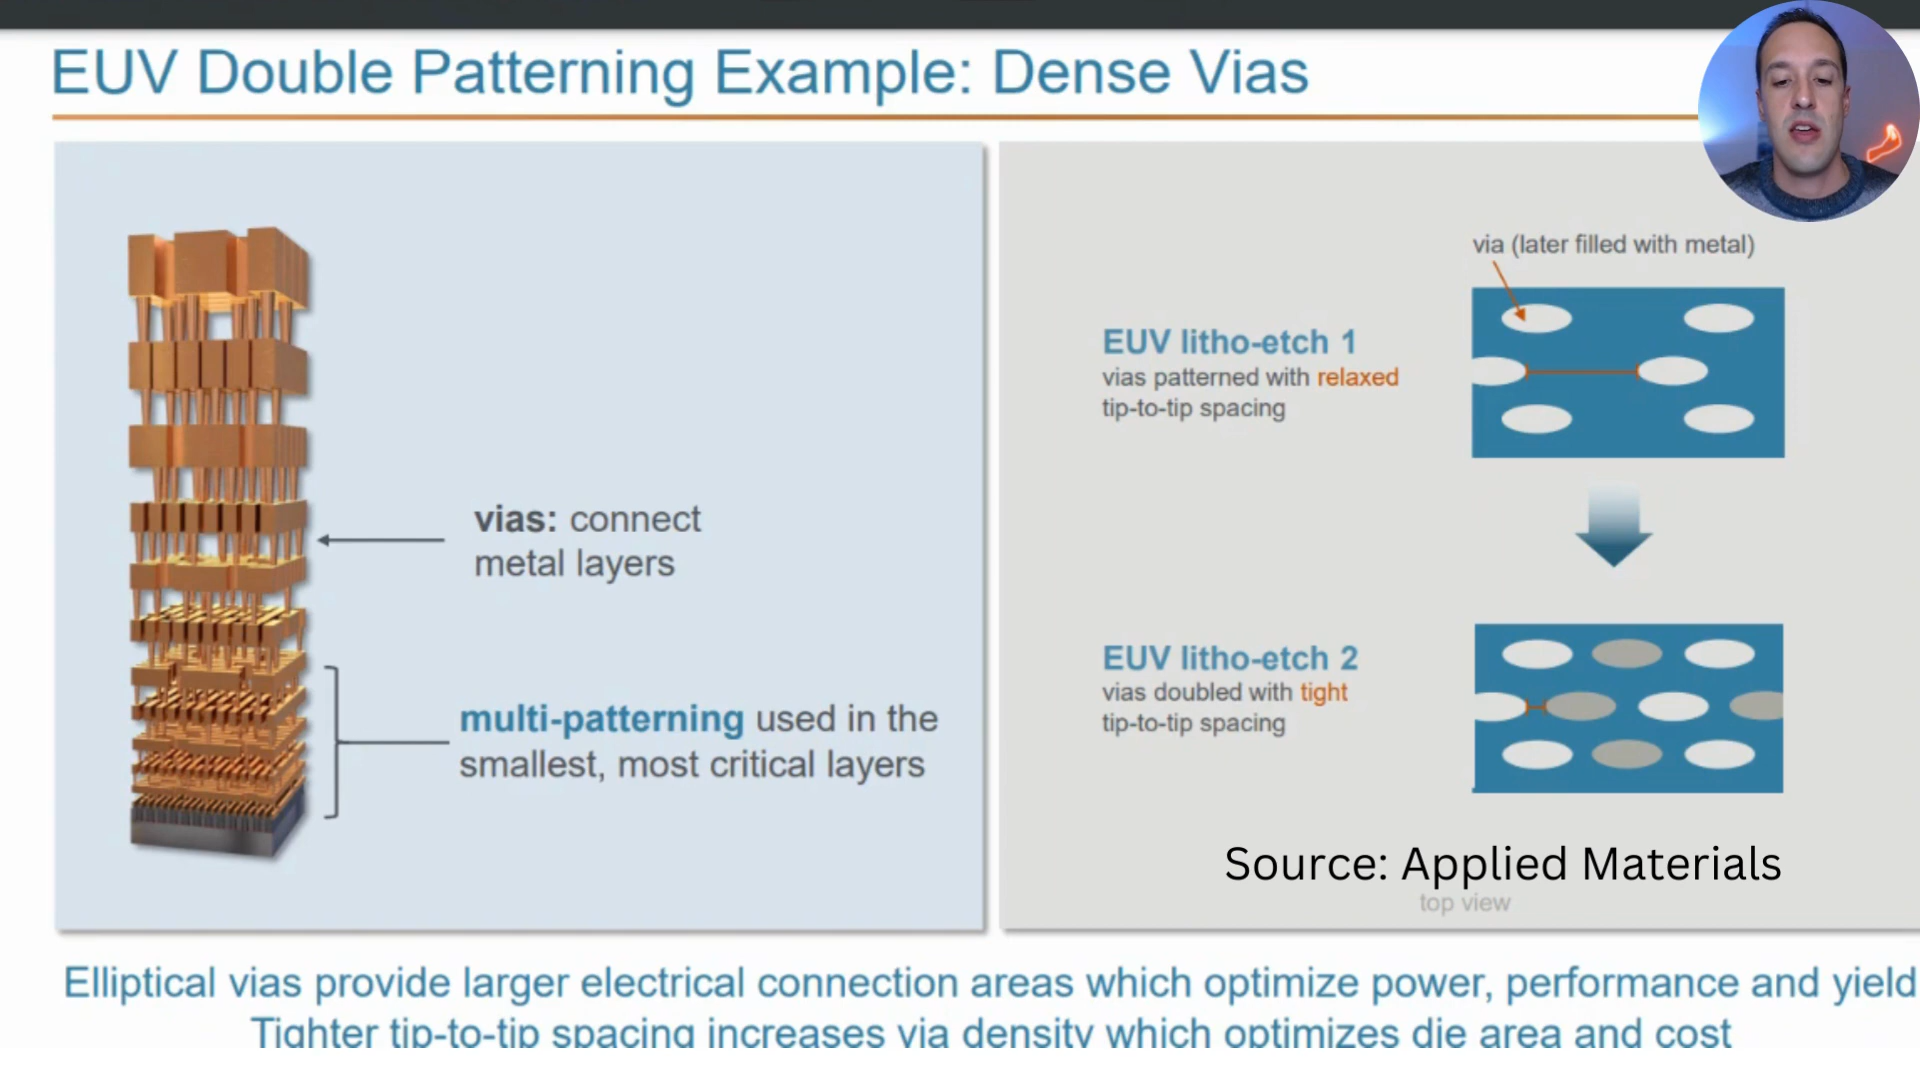 EUV Double Patterning Example: Dense Vias
vias: connect
metal layers
multi-patterning used in the
smallest, most critical layers
via (later filled with metal)
EUV litho-etch 1
vias patterned with relaxed
tip-to-tip spacing
EUV litho-etch 2
vias doubled with tight
tip-to-tip spacing
Source: Applied Materials
top view
Elliptical vias provide larger electrical connection areas which optimize power, performance and yield
Tighter tip-to-tip spacing increases via density which optimizes die area and cost